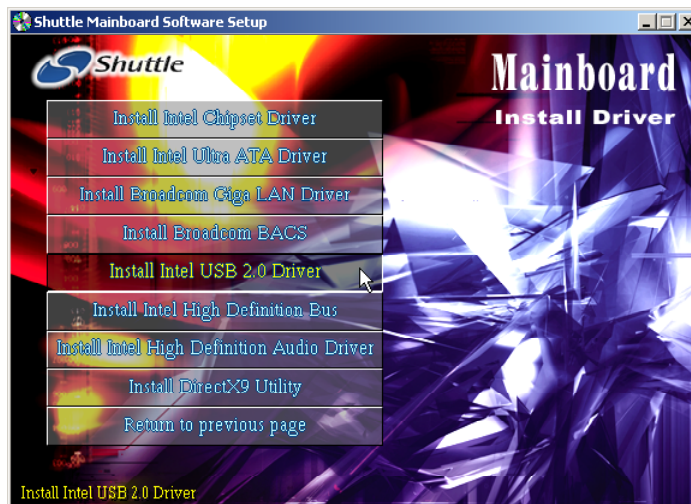 Shuttle Mainboard Software Setup
Shuttle
Mainboard
Install Driver
Install Intel Chipset Driver
Install Intel Ultra ATA Driver
Install Broadcom Giga LAN Driver
Install Broadcom BACS
Install Intel USB 2.0 Driver
Install Intel High Definition Bus
Install Intel High Definition Audio Driver
Install DirectX9 Utility
Return to previous page
Install Intel USB 2.0 Driver